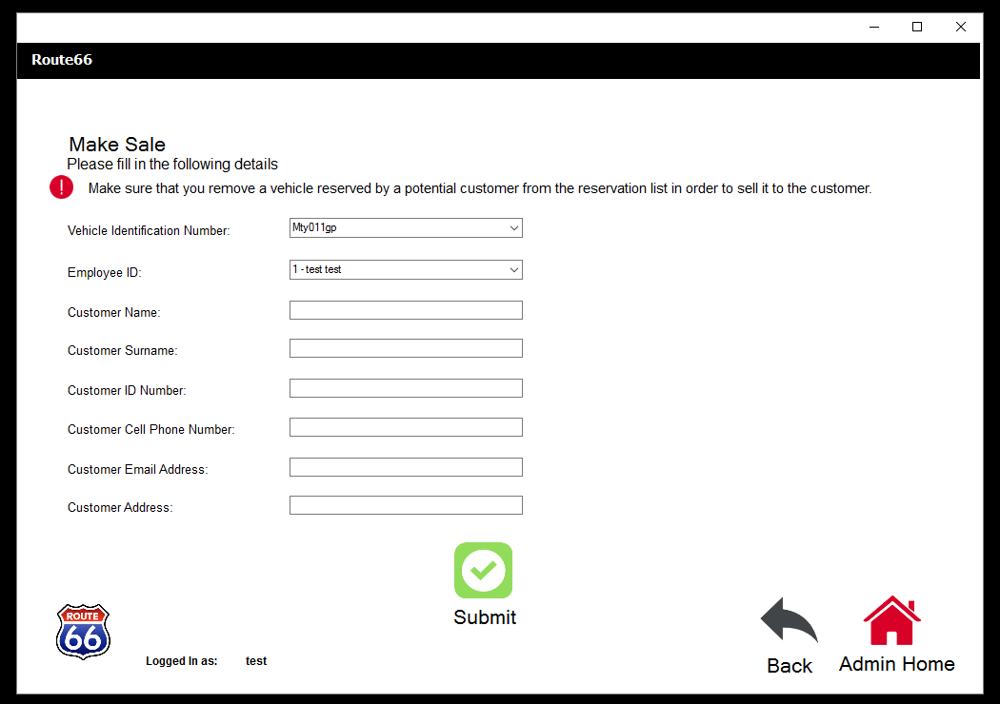 Route66
Make Sale
Please fill in the following details
! Make sure that you remove a vehicle reserved by a potential customer from the reservation list in order to sell it to the customer.
Vehicle Identification Number: Mty011gp
Employee ID: 1 - test test
Customer Name:
Customer Surname:
Customer ID Number:
Customer Cell Phone Number:
Customer Email Address:
Customer Address:
Submit
ROUTE
66
Logged In as: test
Back
Admin Home